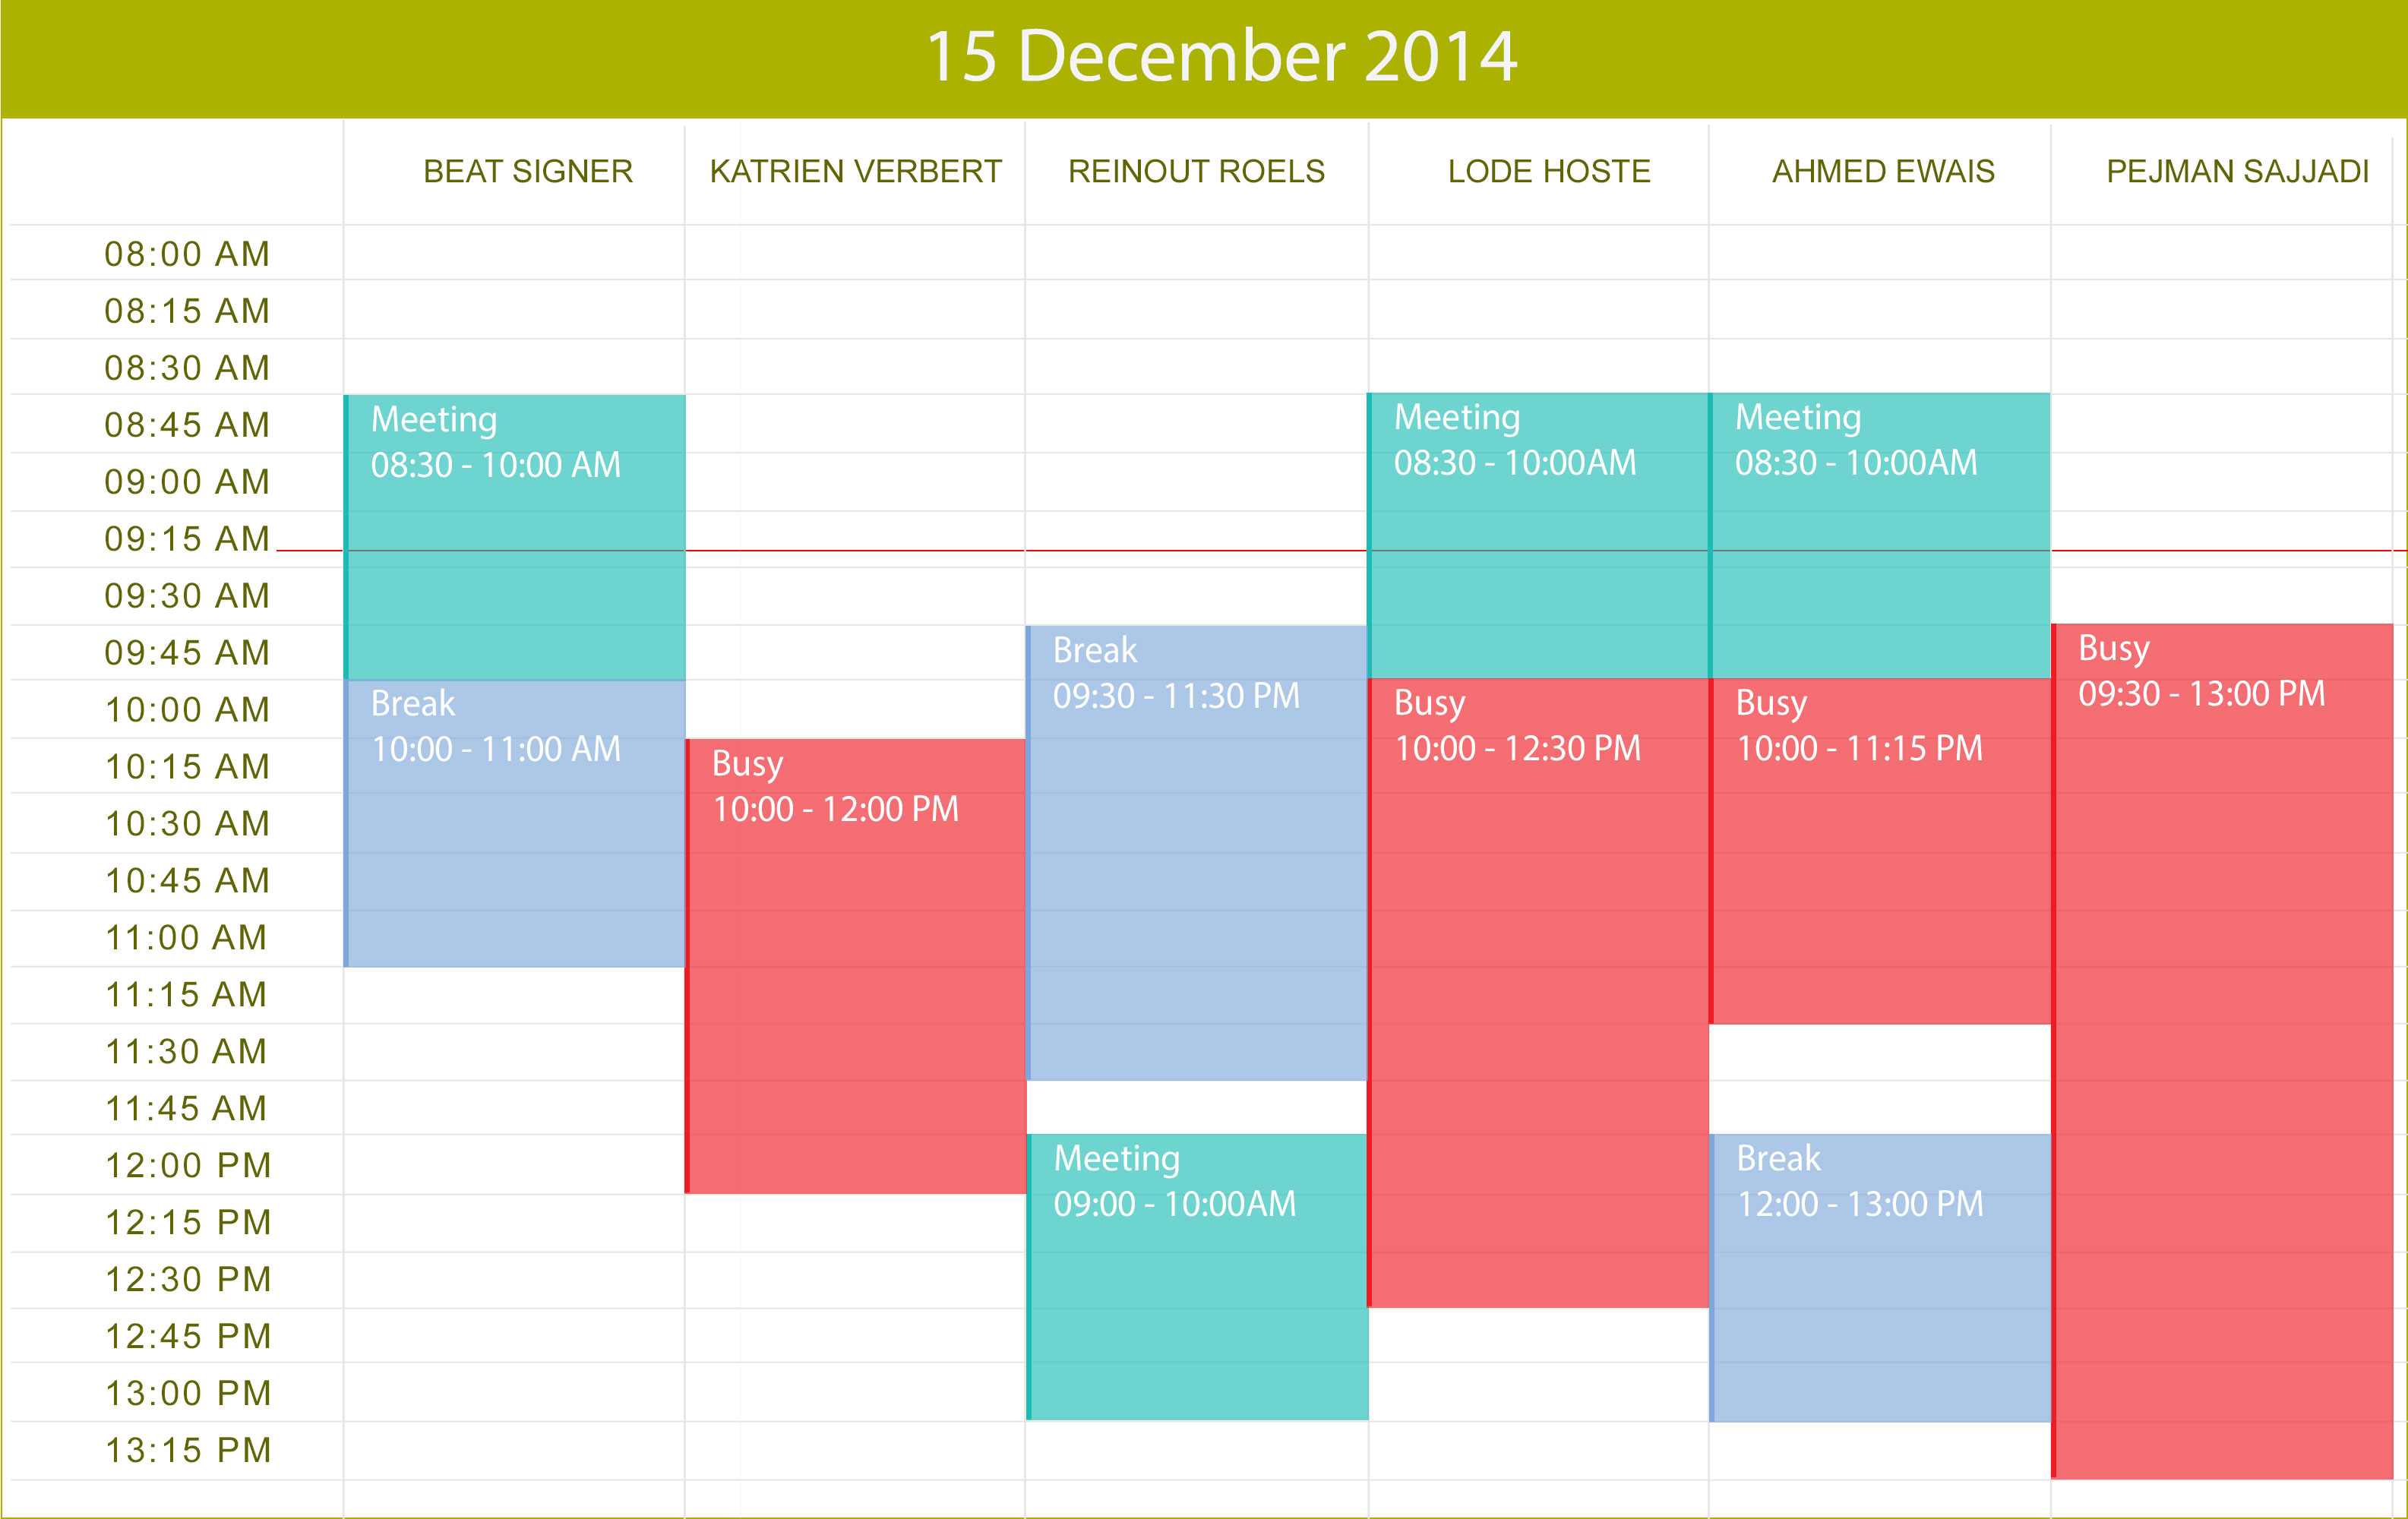 15 December 2014
BEAT SIGNER
KATRIEN VERBERT
REINOUT ROELS
LODE HOSTE
AHMED EWAIS
PEJMAN SAJJADI
08:00 AM
08:15 AM
08:30 AM
08:45 AM
09:00 AM
09:15 AM
09:30 AM
09:45 AM
10:00 AM
10:15 AM
10:30 AM
10:45 AM
11:00 AM
11:15 AM
11:30 AM
11:45 AM
12:00 PM
12:15 PM
12:30 PM
12:45 PM
13:00 PM
13:15 PM
Meeting
08:30 - 10:00 AM
Break
10:00 - 11:00 AM
Busy
10:00 - 12:00 PM
Break
09:30 - 11:30 PM
Meeting
09:00 - 10:00AM
Meeting
08:30 - 10:00AM
Busy
10:00 - 12:30 PM
Meeting
08:30 - 10:00AM
Busy
10:00 - 11:15 PM
Break
12:00 - 13:00 PM
Busy
09:30 - 13:00 PM